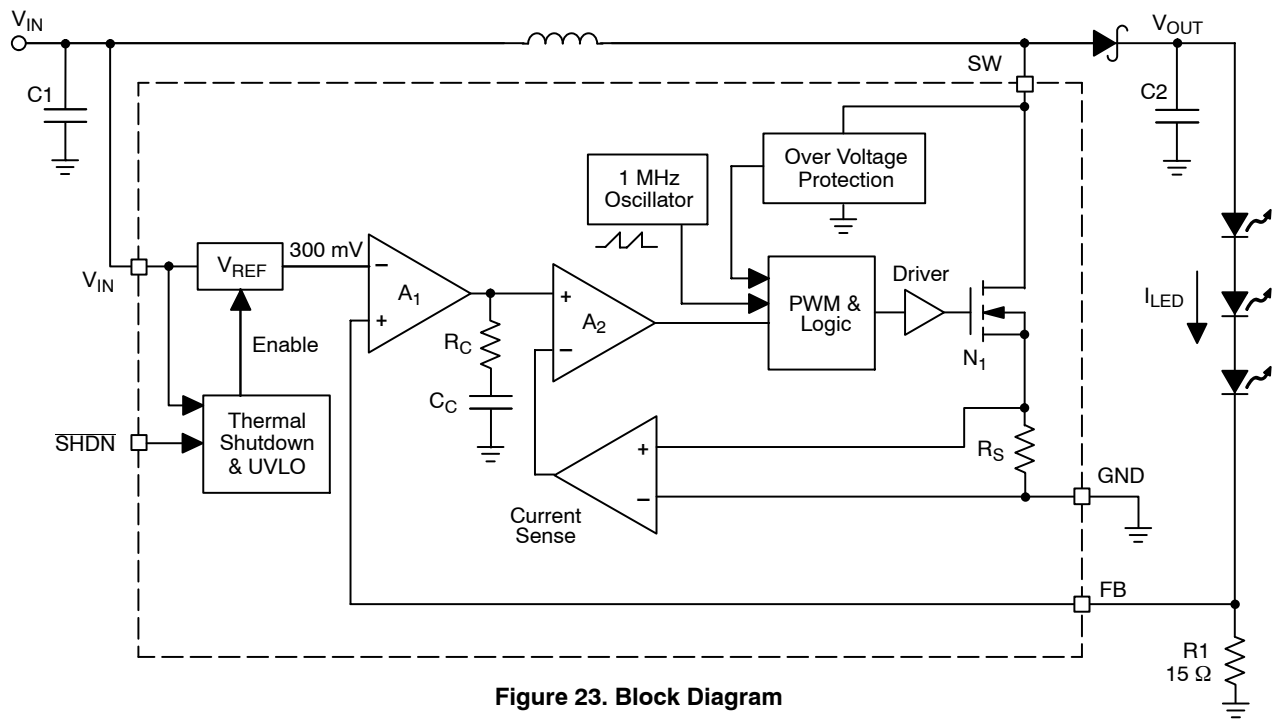 V_IN
C1
SW
V_OUT
C2
Over Voltage
Protection
1 MHz
Oscillator
V_IN
V_REF
300 mV
−
+
A_1
Enable
R_C
C_C
+
−
A_2
PWM &
Logic
Driver
N_1
I_LED
SHDN
Thermal
Shutdown
& UVLO
+
−
Current
Sense
R_S
GND
FB
R1
15 Ω
Figure 23. Block Diagram